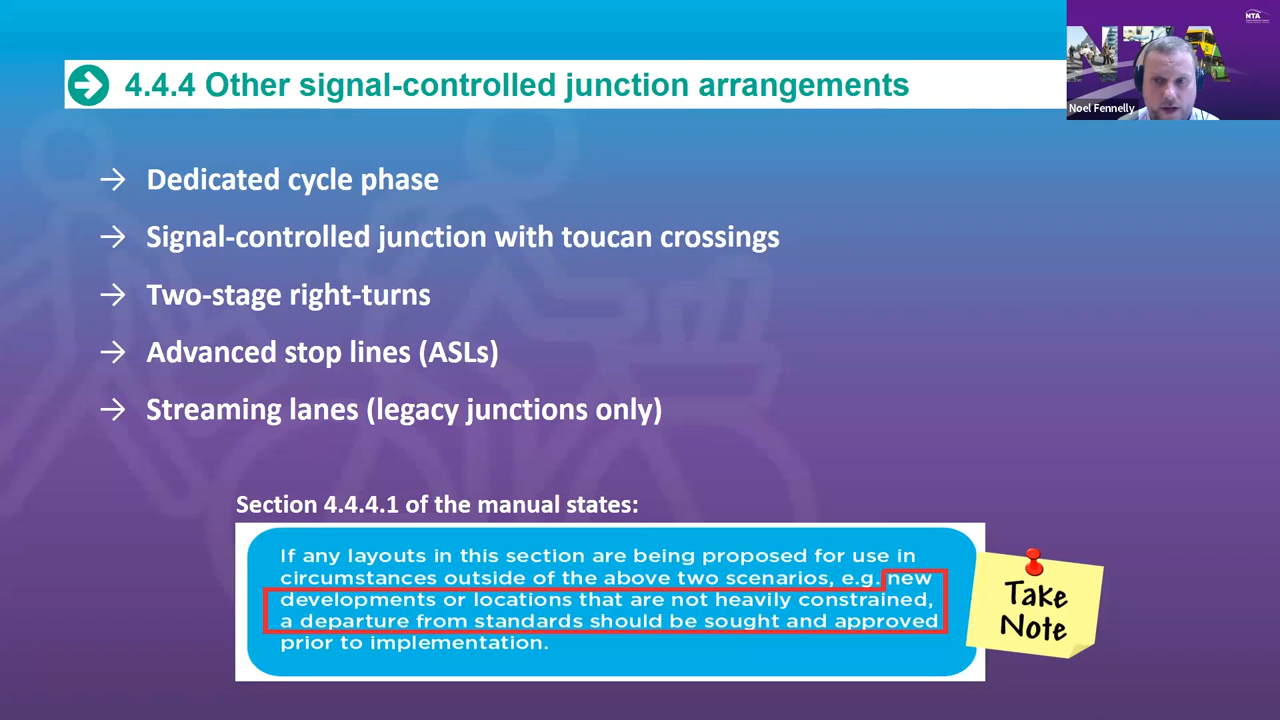 NTA
Noel Fennelly
4.4.4 Other signal-controlled junction arrangements
→ Dedicated cycle phase
→ Signal-controlled junction with toucan crossings
→ Two-stage right-turns
→ Advanced stop lines (ASLs)
→ Streaming lanes (legacy junctions only)
Section 4.4.4.1 of the manual states:
If any layouts in this section are being proposed for use in
circumstances outside of the above two scenarios, e.g. new
developments or locations that are not heavily constrained,
a departure from standards should be sought and approved
prior to implementation.
Take
Note